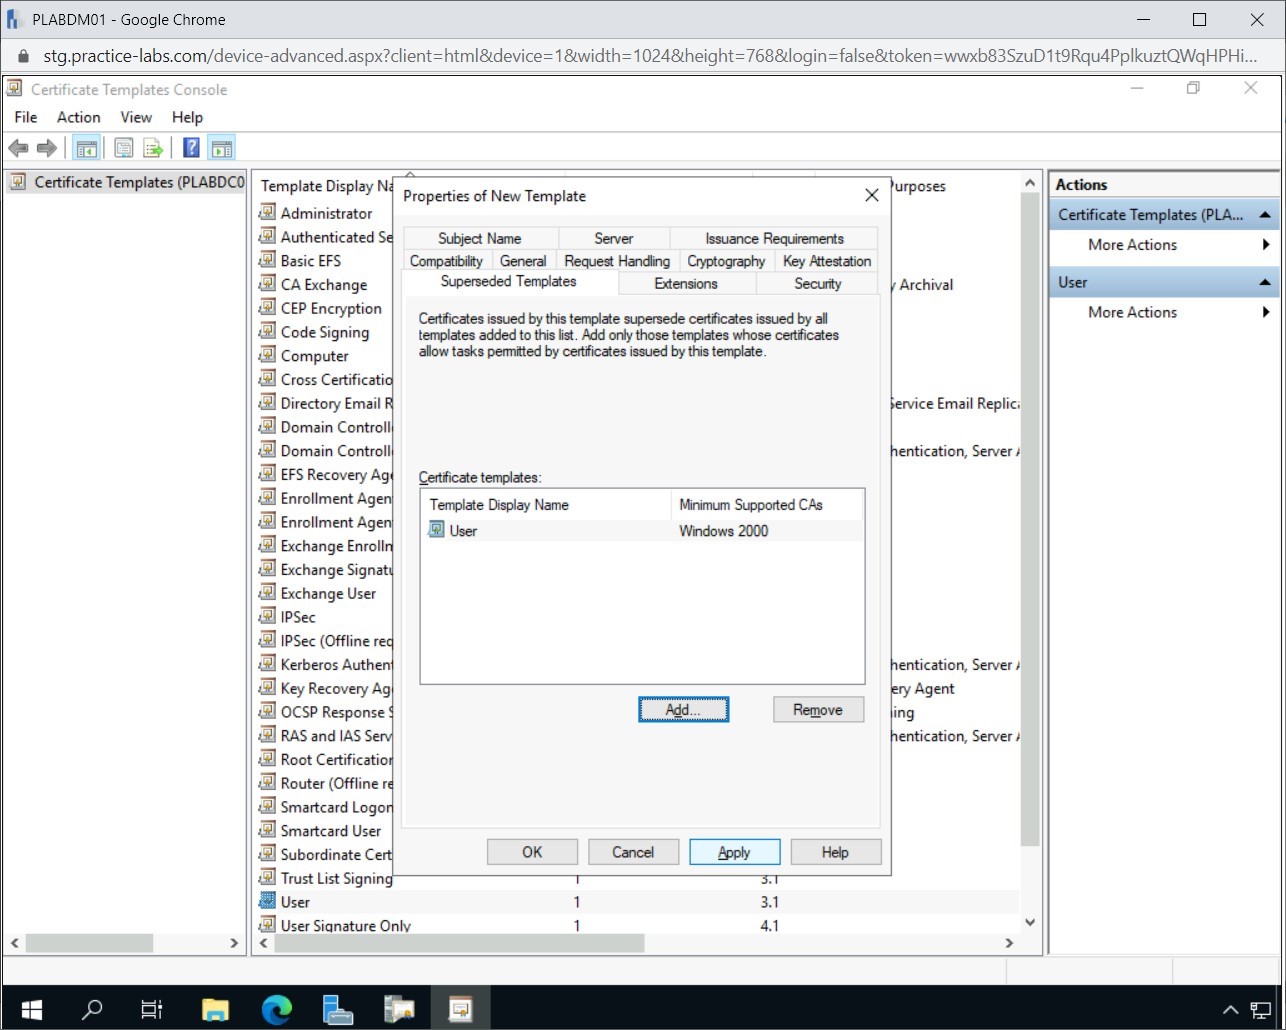 PLABDM01 - Google Chrome
stg.practice-labs.com/device-advanced.aspx?client=html&device=1&width=1024&height=768&login=false&token=wwxb83SzuD1t9Rqu4PplkuztQWqHPHi...
Certificate Templates Console
File Action View Help
Certificate Templates (PLABDC0
Template Display Na
Purposes
Administrator
Authenticated Se
Basic EFS
CA Exchange
y Archival
CEP Encryption
Code Signing
Computer
Cross Certificatio
Directory Email R
Service Email Replica
Domain Controll
Domain Controll
hentication, Server A
EFS Recovery Age
Enrollment Agen
Enrollment Agen
Exchange Enrolln
Exchange Signatu
Exchange User
IPSec
IPSec (Offline req
Kerberos Authent
hentication, Server A
Key Recovery Ag
ery Agent
OCSP Response S
ing
RAS and IAS Serv
hentication, Server A
Root Certification
Router (Offline re
Smartcard Logon
Smartcard User
Subordinate Cert
Trust List Signing 1 3.1
User 1 3.1
User Signature Only 1 4.1
Properties of New Template
Subject Name Server Issuance Requirements
Compatibility General Request Handling Cryptography Key Attestation
Superseded Templates Extensions Security
Certificates issued by this template supersede certificates issued by all
templates added to this list. Add only those templates whose certificates
allow tasks permitted by certificates issued by this template.
Certificate templates:
Template Display Name Minimum Supported CAs
User Windows 2000
Add... Remove
OK Cancel Apply Help
Actions
Certificate Templates (PLA...
More Actions
User
More Actions